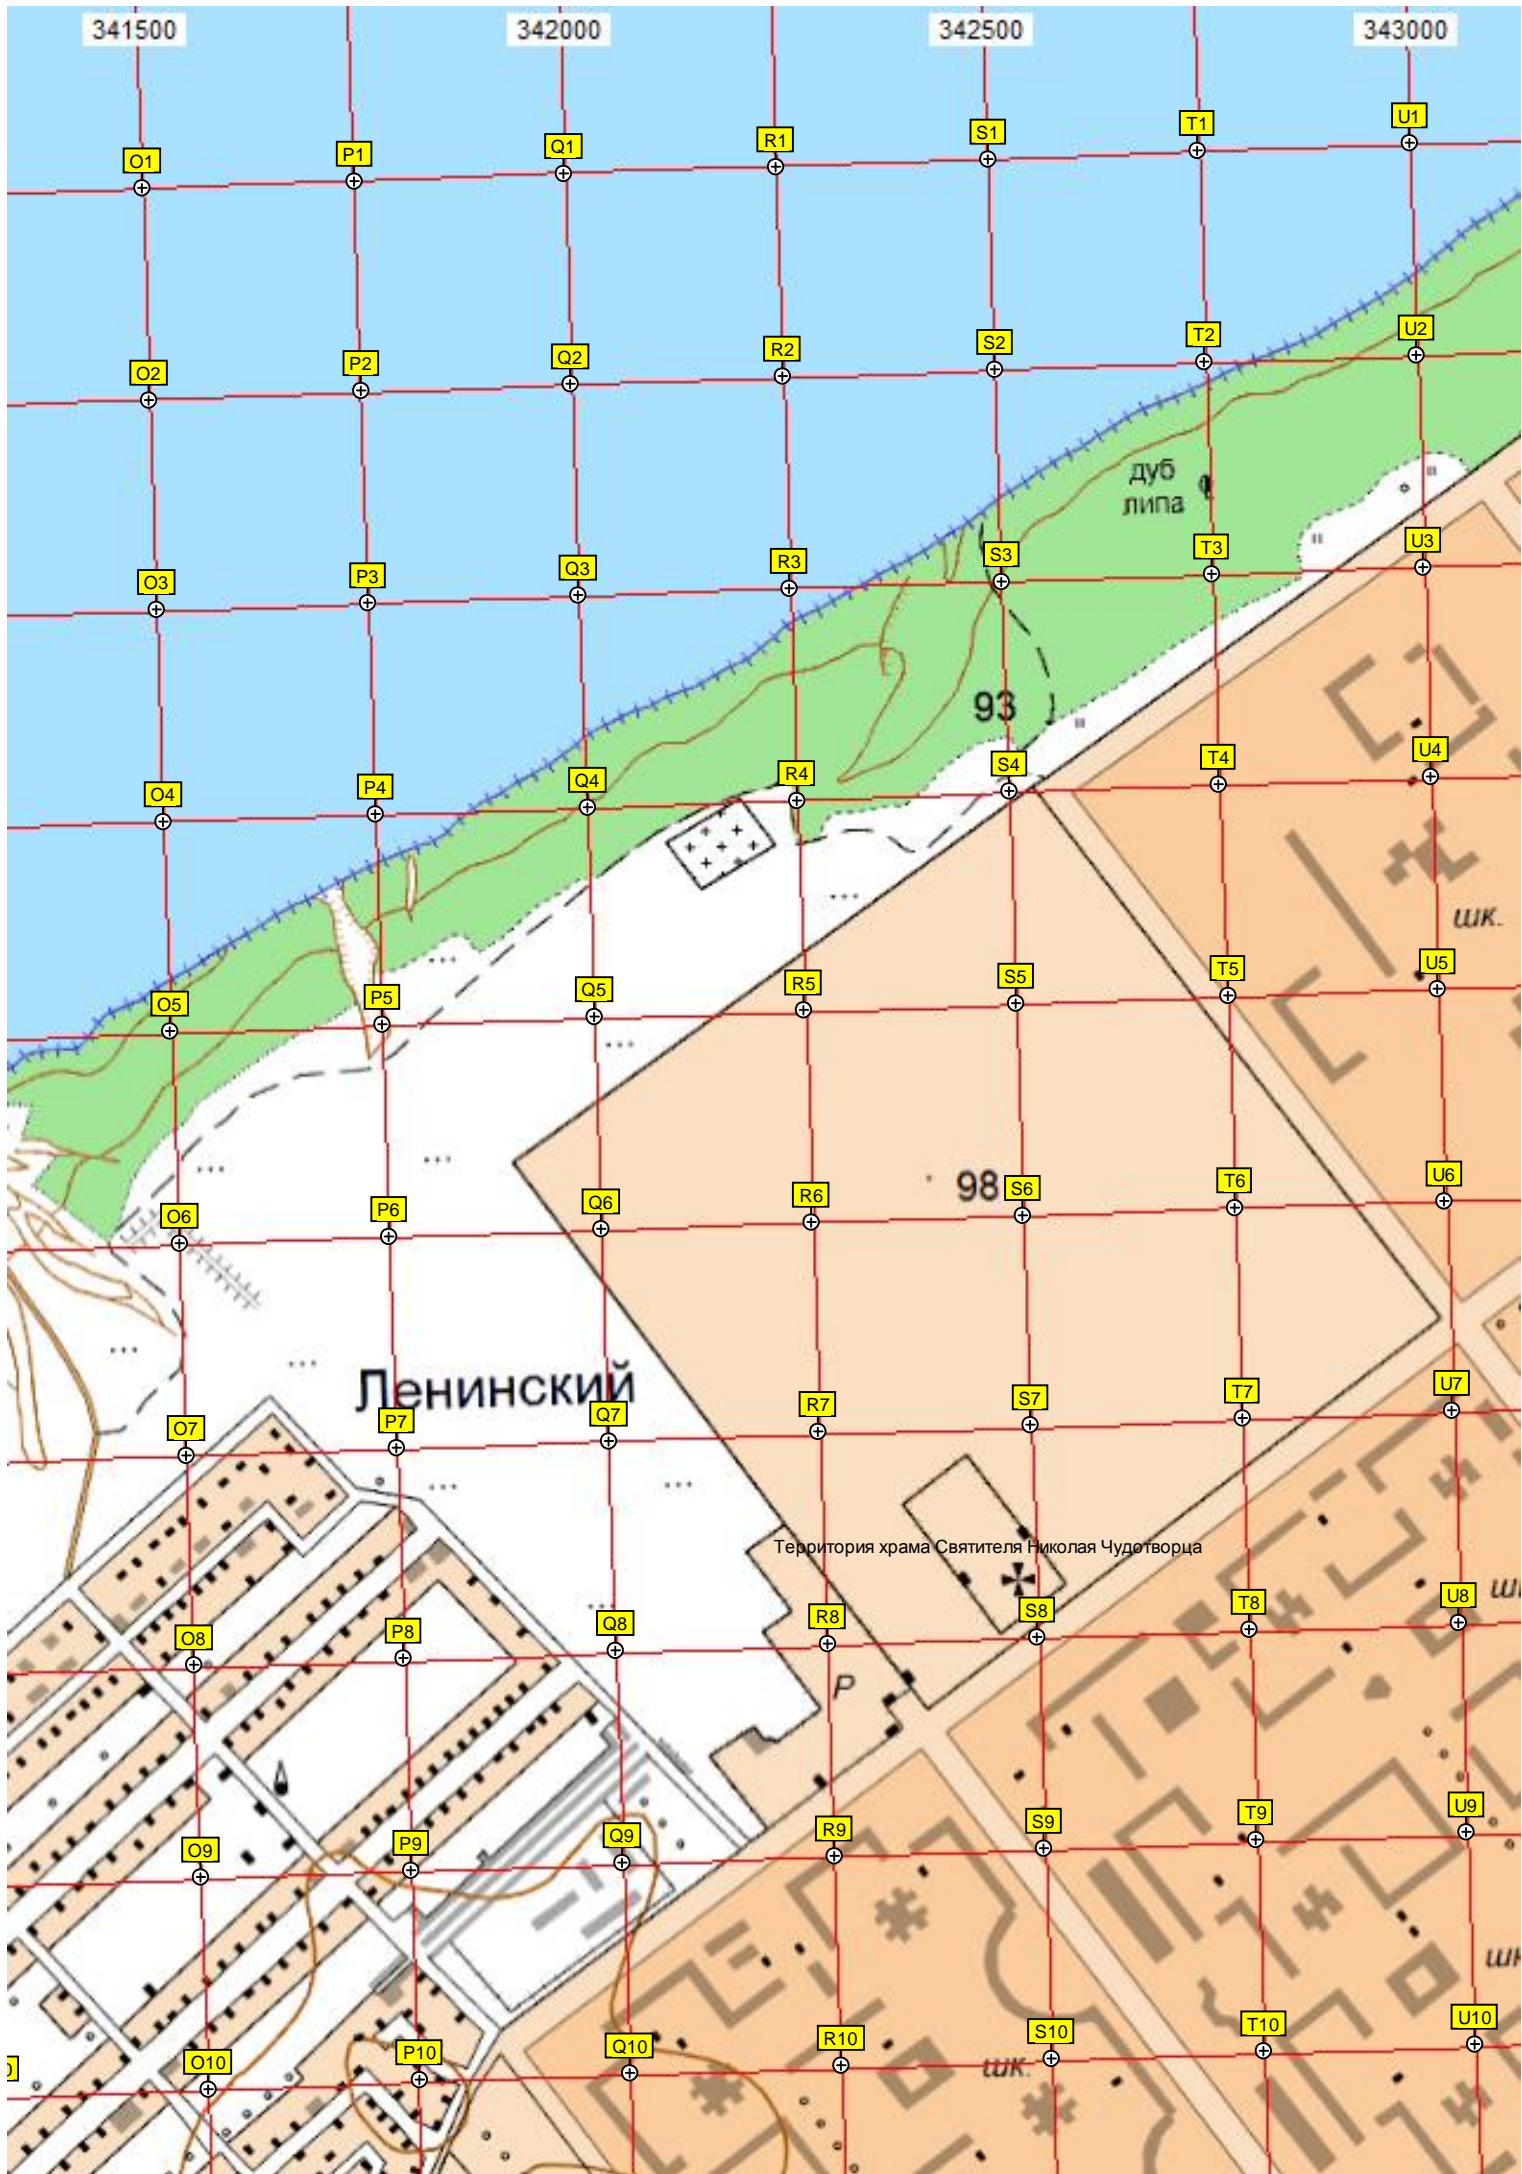 341500 342000 342500 343000
O1 P1 Q1 R1 S1 T1 U1
O2 P2 Q2 R2 S2 T2 U2
дуб
липа
O3 P3 Q3 R3 S3 T3 U3
93
O4 P4 Q4 R4 S4 T4 U4
шк.
O5 P5 Q5 R5 S5 T5 U5
98
O6 P6 Q6 R6 S6 T6 U6
Ленинский
O7 P7 Q7 R7 S7 T7 U7
Территория храма Святителя Николая Чудотворца
O8 P8 Q8 R8 S8 T8 U8
Р
O9 P9 Q9 R9 S9 T9 U9
O10 P10 Q10 R10 S10 T10 U10
шк.